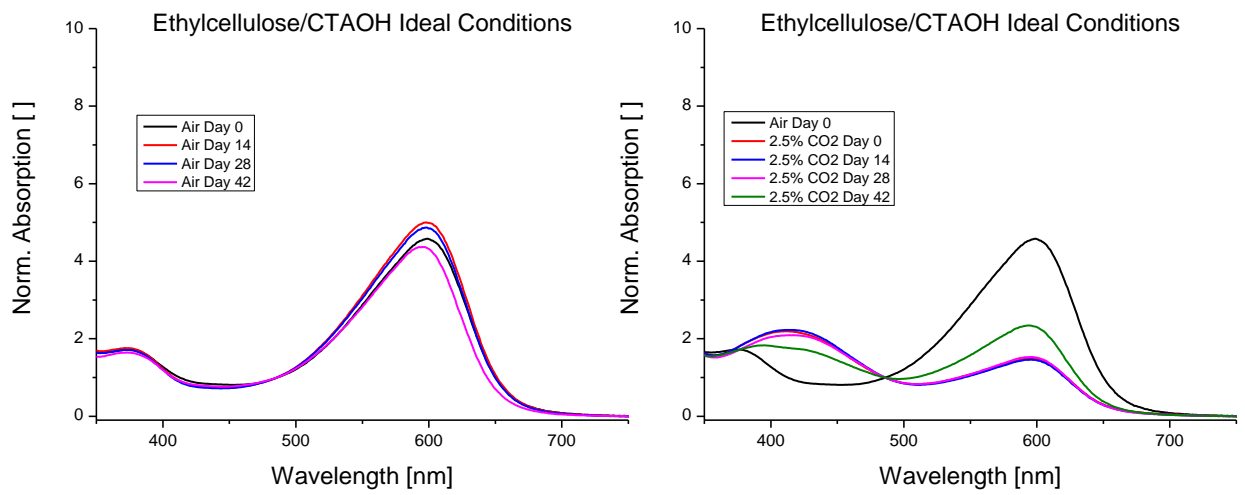 Ethylcellulose/CTAOH Ideal Conditions
10
8
6
4
2
0
Norm. Absorption [ ]
Air Day 0
Air Day 14
Air Day 28
Air Day 42
400
500
600
700
Wavelength [nm]
Ethylcellulose/CTAOH Ideal Conditions
10
8
6
4
2
0
Norm. Absorption [ ]
Air Day 0
2.5% CO2 Day 0
2.5% CO2 Day 14
2.5% CO2 Day 28
2.5% CO2 Day 42
400
500
600
700
Wavelength [nm]